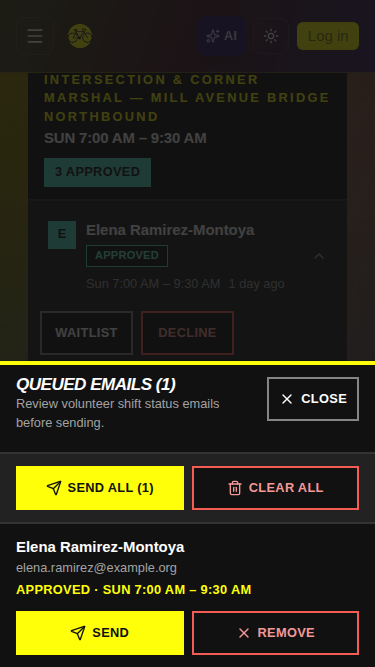 AI
Log in
INTERSECTION & CORNER
MARSHAL — MILL AVENUE BRIDGE
NORTHBOUND
SUN 7:00 AM – 9:30 AM
3 APPROVED
E
Elena Ramirez-Montoya
APPROVED
Sun 7:00 AM – 9:30 AM · 1 day ago
WAITLIST
DECLINE
QUEUED EMAILS (1)
Review volunteer shift status emails
before sending.
CLOSE
SEND ALL (1)
CLEAR ALL
Elena Ramirez-Montoya
elena.ramirez@example.org
APPROVED · SUN 7:00 AM – 9:30 AM
SEND
REMOVE